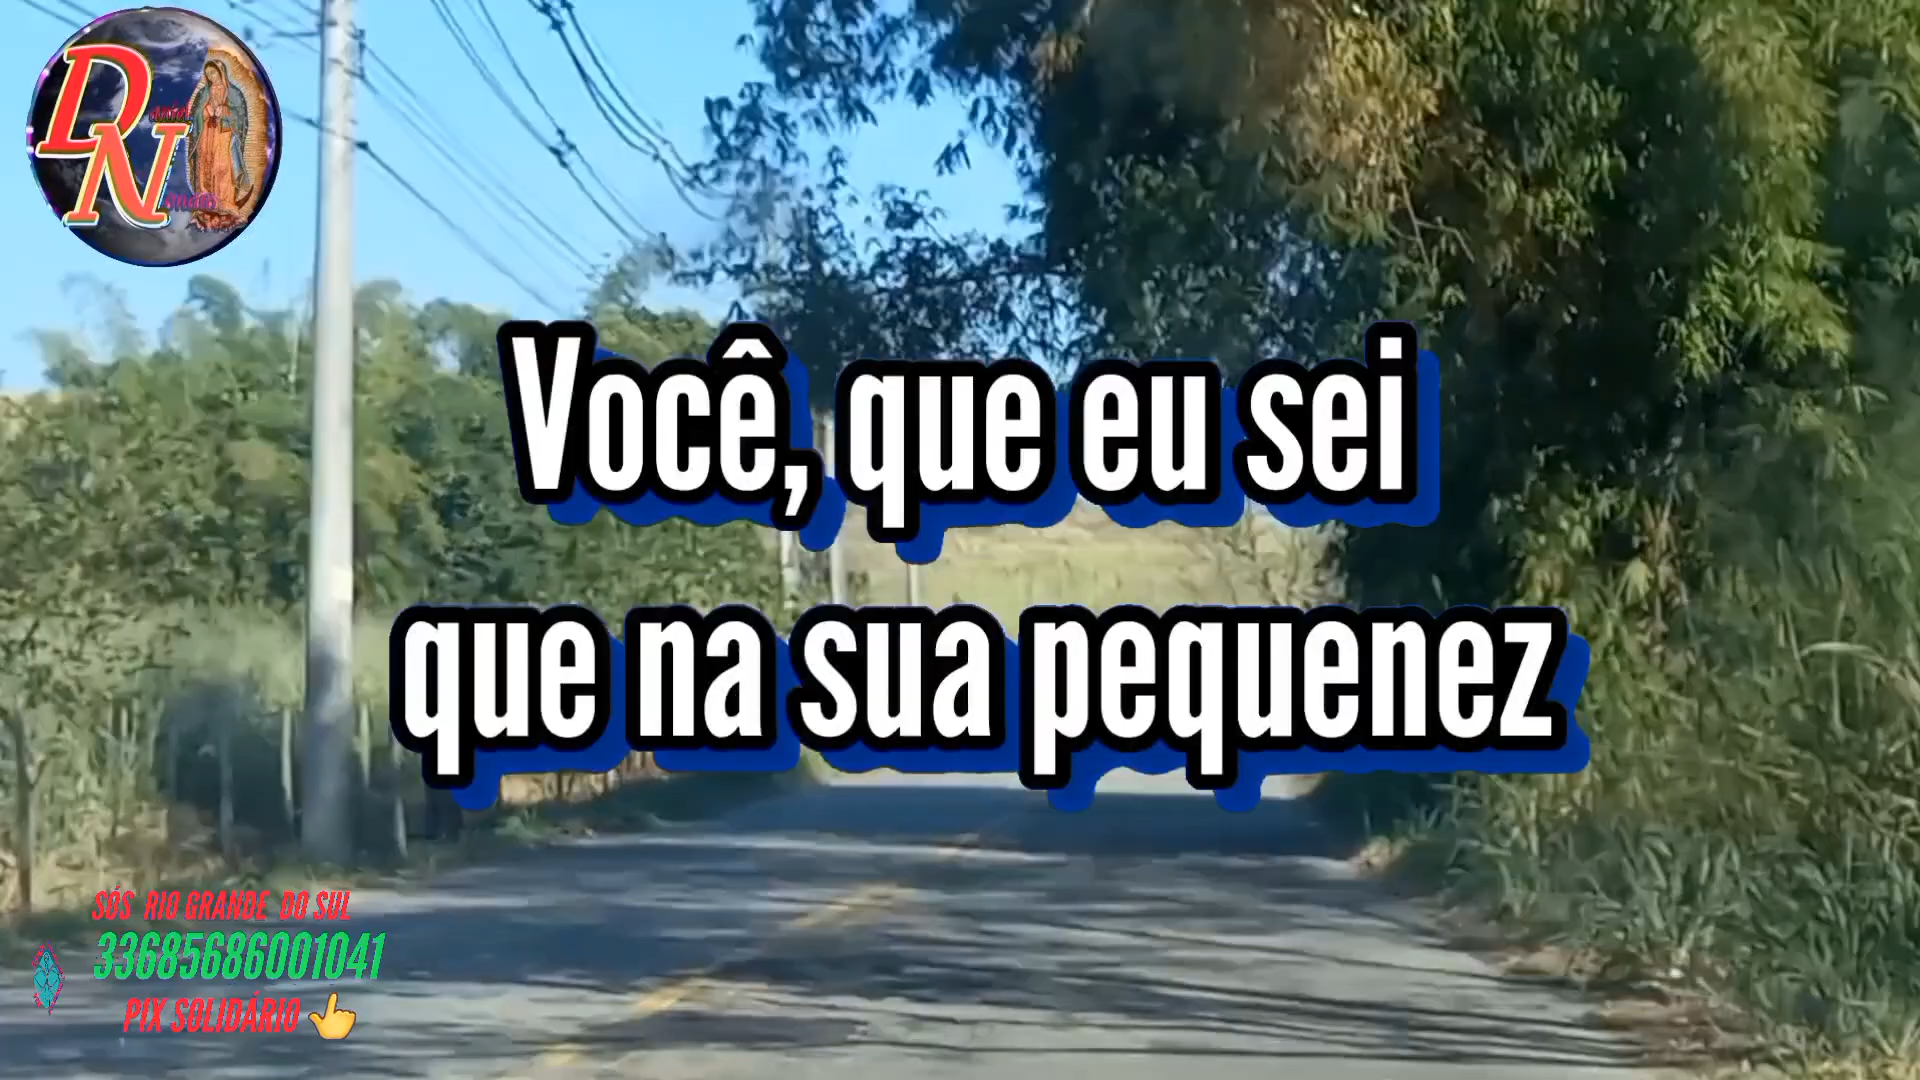 DN
Você, que eu sei
que na sua pequenez
SÓS RIO GRANDE DO SUL
33685686001041
PIX SOLIDÁRIO